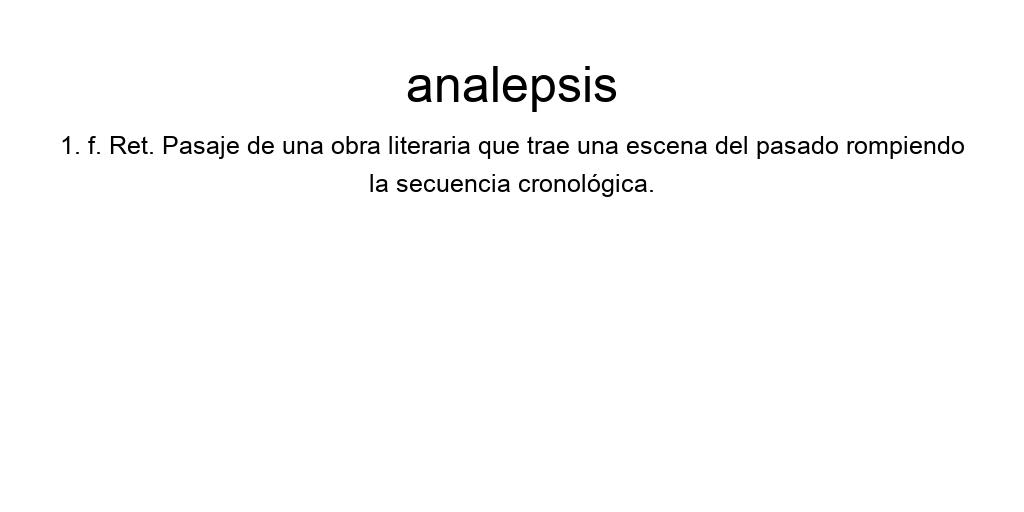 analepsis
1. f. Ret. Pasaje de una obra literaria que trae una escena del pasado rompiendo
la secuencia cronológica.